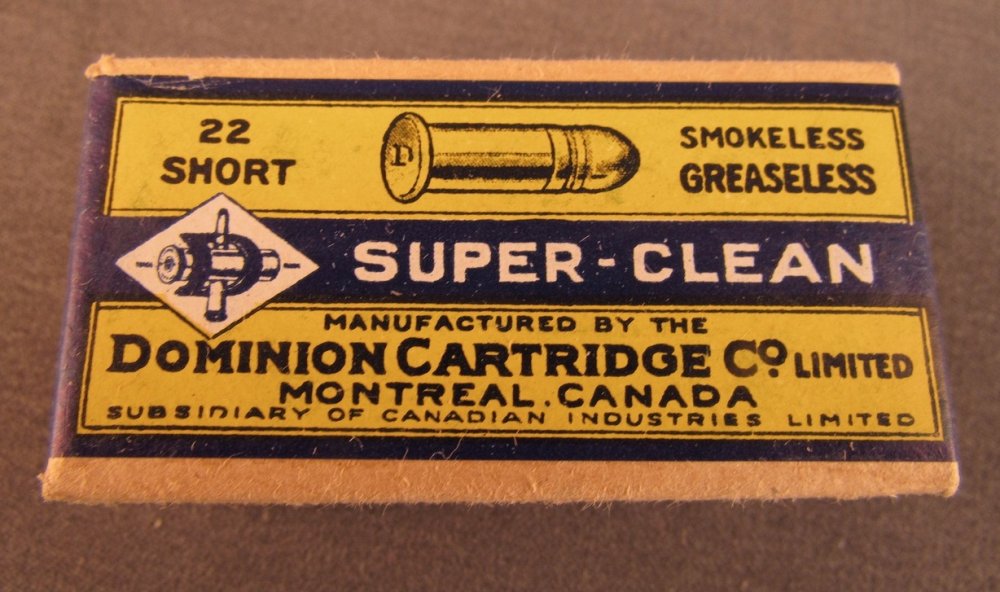 22
SHORT
D
SMOKELESS
GREASELESS
SUPER-CLEAN
MANUFACTURED BY THE
DOMINION CARTRIDGE Co. LIMITED
MONTREAL. CANADA
SUBSIDIARY OF CANADIAN INDUSTRIES LIMITED